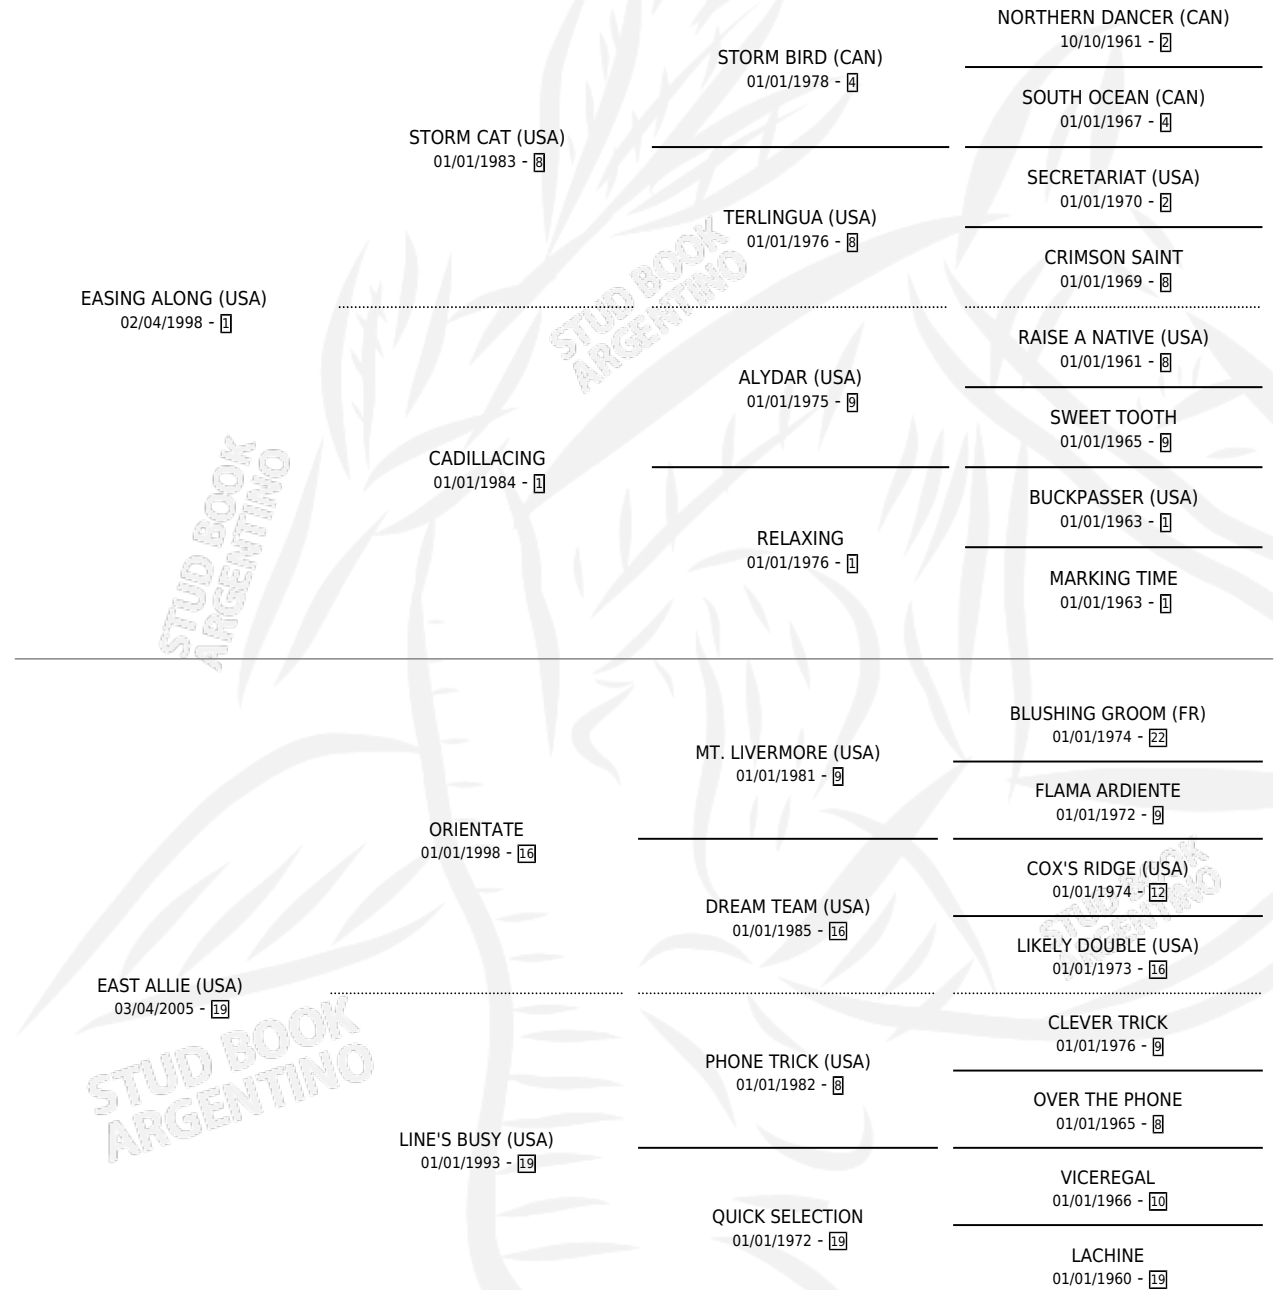 NORTHERN DANCER (CAN)
10/10/1961 - 2
STORM BIRD (CAN)
01/01/1978 - 4
SOUTH OCEAN (CAN)
01/01/1967 - 4
STORM CAT (USA)
01/01/1983 - 8
SECRETARIAT (USA)
01/01/1970 - 2
TERLINGUA (USA)
01/01/1976 - 8
CRIMSON SAINT
01/01/1969 - 8
EASING ALONG (USA)
02/04/1998 - 1
RAISE A NATIVE (USA)
01/01/1961 - 8
ALYDAR (USA)
01/01/1975 - 9
SWEET TOOTH
01/01/1965 - 9
CADILLACING
01/01/1984 - 1
BUCKPASSER (USA)
01/01/1963 - 1
RELAXING
01/01/1976 - 1
MARKING TIME
01/01/1963 - 1
BLUSHING GROOM (FR)
01/01/1974 - 22
MT. LIVERMORE (USA)
01/01/1981 - 9
FLAMA ARDIENTE
01/01/1972 - 9
ORIENTATE
01/01/1998 - 16
COX'S RIDGE (USA)
01/01/1974 - 12
DREAM TEAM (USA)
01/01/1985 - 16
LIKELY DOUBLE (USA)
01/01/1973 - 16
EAST ALLIE (USA)
03/04/2005 - 19
CLEVER TRICK
01/01/1976 - 9
PHONE TRICK (USA)
01/01/1982 - 8
OVER THE PHONE
01/01/1965 - 8
LINE'S BUSY (USA)
01/01/1993 - 19
VICEREGAL
01/01/1966 - 10
QUICK SELECTION
01/01/1972 - 19
LACHINE
01/01/1960 - 19
STUD BOOK
ARGENTINO
STUD BOOK
ARGENTINO
STUD BOOK
ARGENTINO
STUD BOOK
ARGENTINO